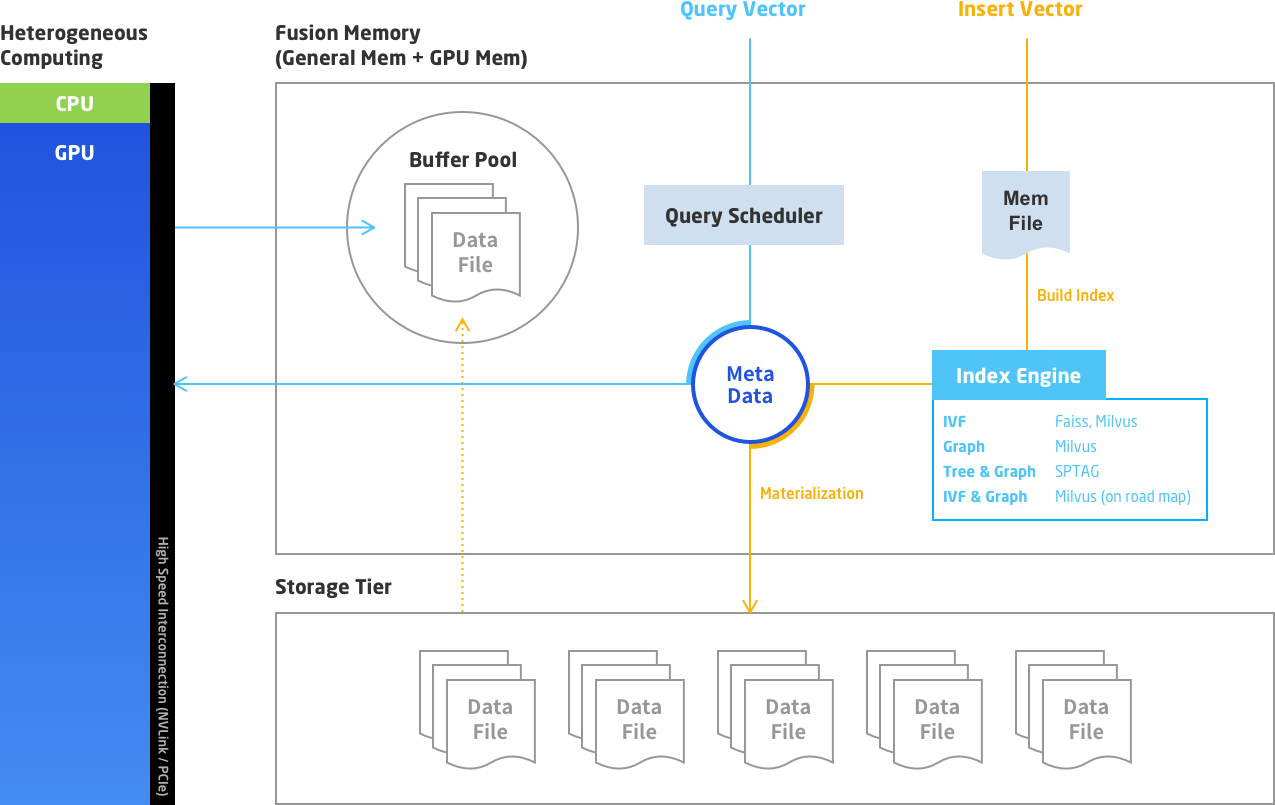 Query Vector
Insert Vector
Heterogeneous
Computing
Fusion Memory
(General Mem + GPU Mem)
CPU
GPU
High Speed Interconnection (NVLink / PCIe)
Buffer Pool
Data
File
Query Scheduler
Mem
File
Build Index
Meta
Data
Index Engine
IVF Faiss, Milvus
Graph Milvus
Tree & Graph SPTAG
IVF & Graph Milvus (on road map)
Materialization
Storage Tier
Data
File
Data
File
Data
File
Data
File
Data
File